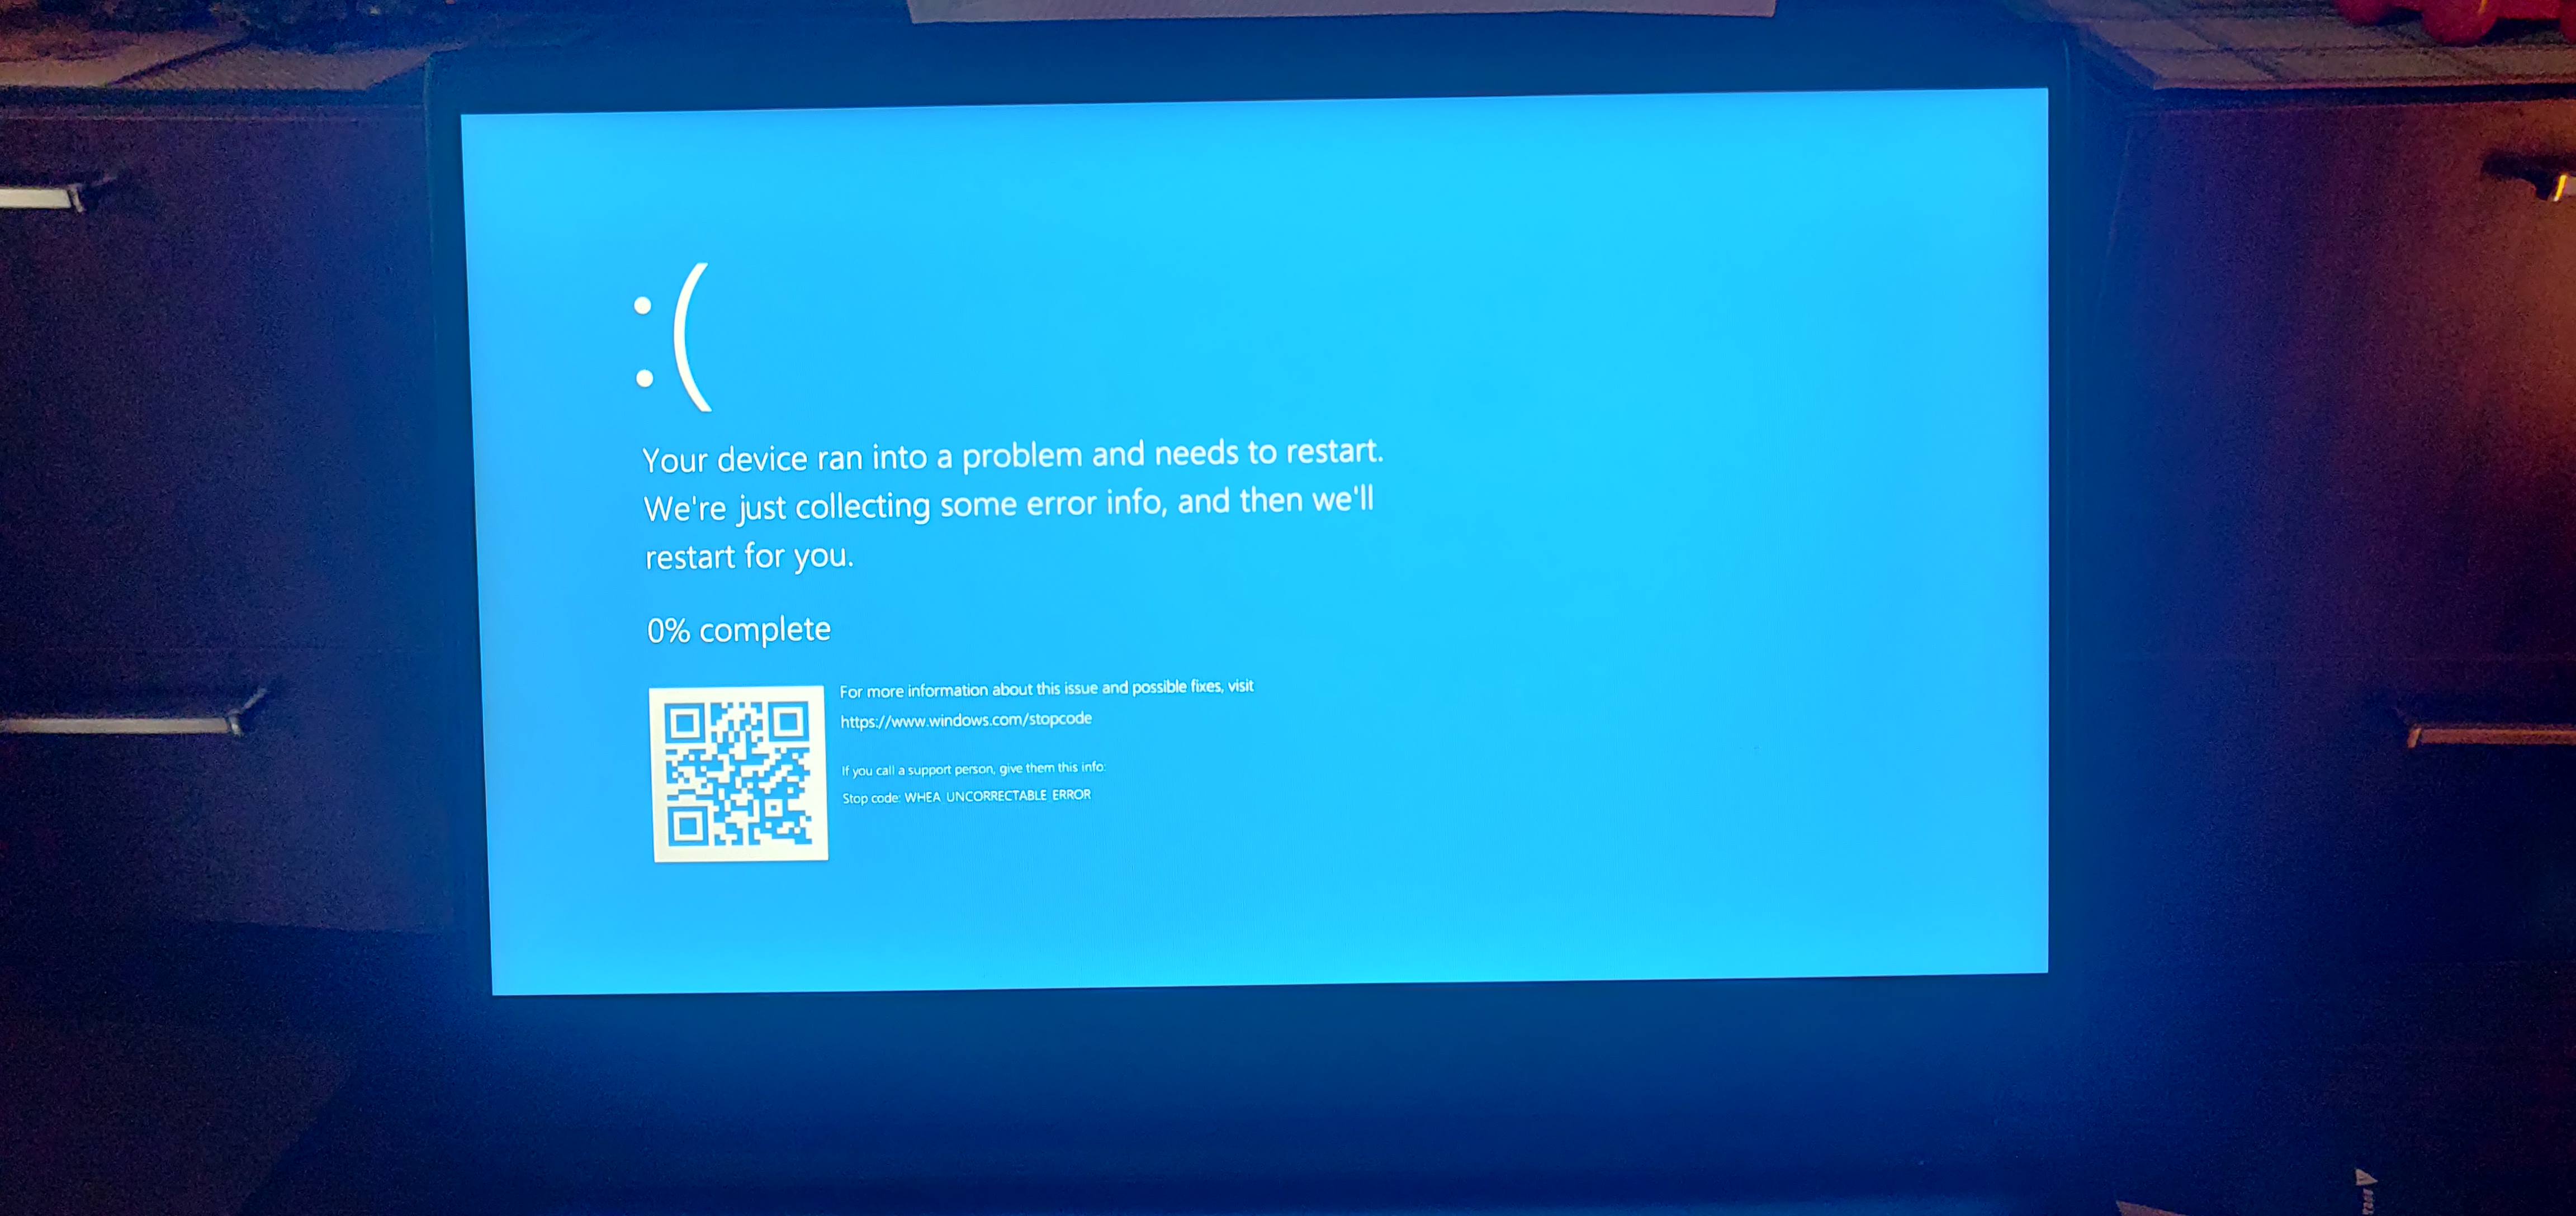 :(
Your device ran into a problem and needs to restart.
We're just collecting some error info, and then we'll
restart for you.
0% complete
For more information about this issue and possible fixes, visit
https://www.windows.com/stopcode
If you call a support person, give them this info:
Stop code: WHEA_UNCORRECTABLE_ERROR